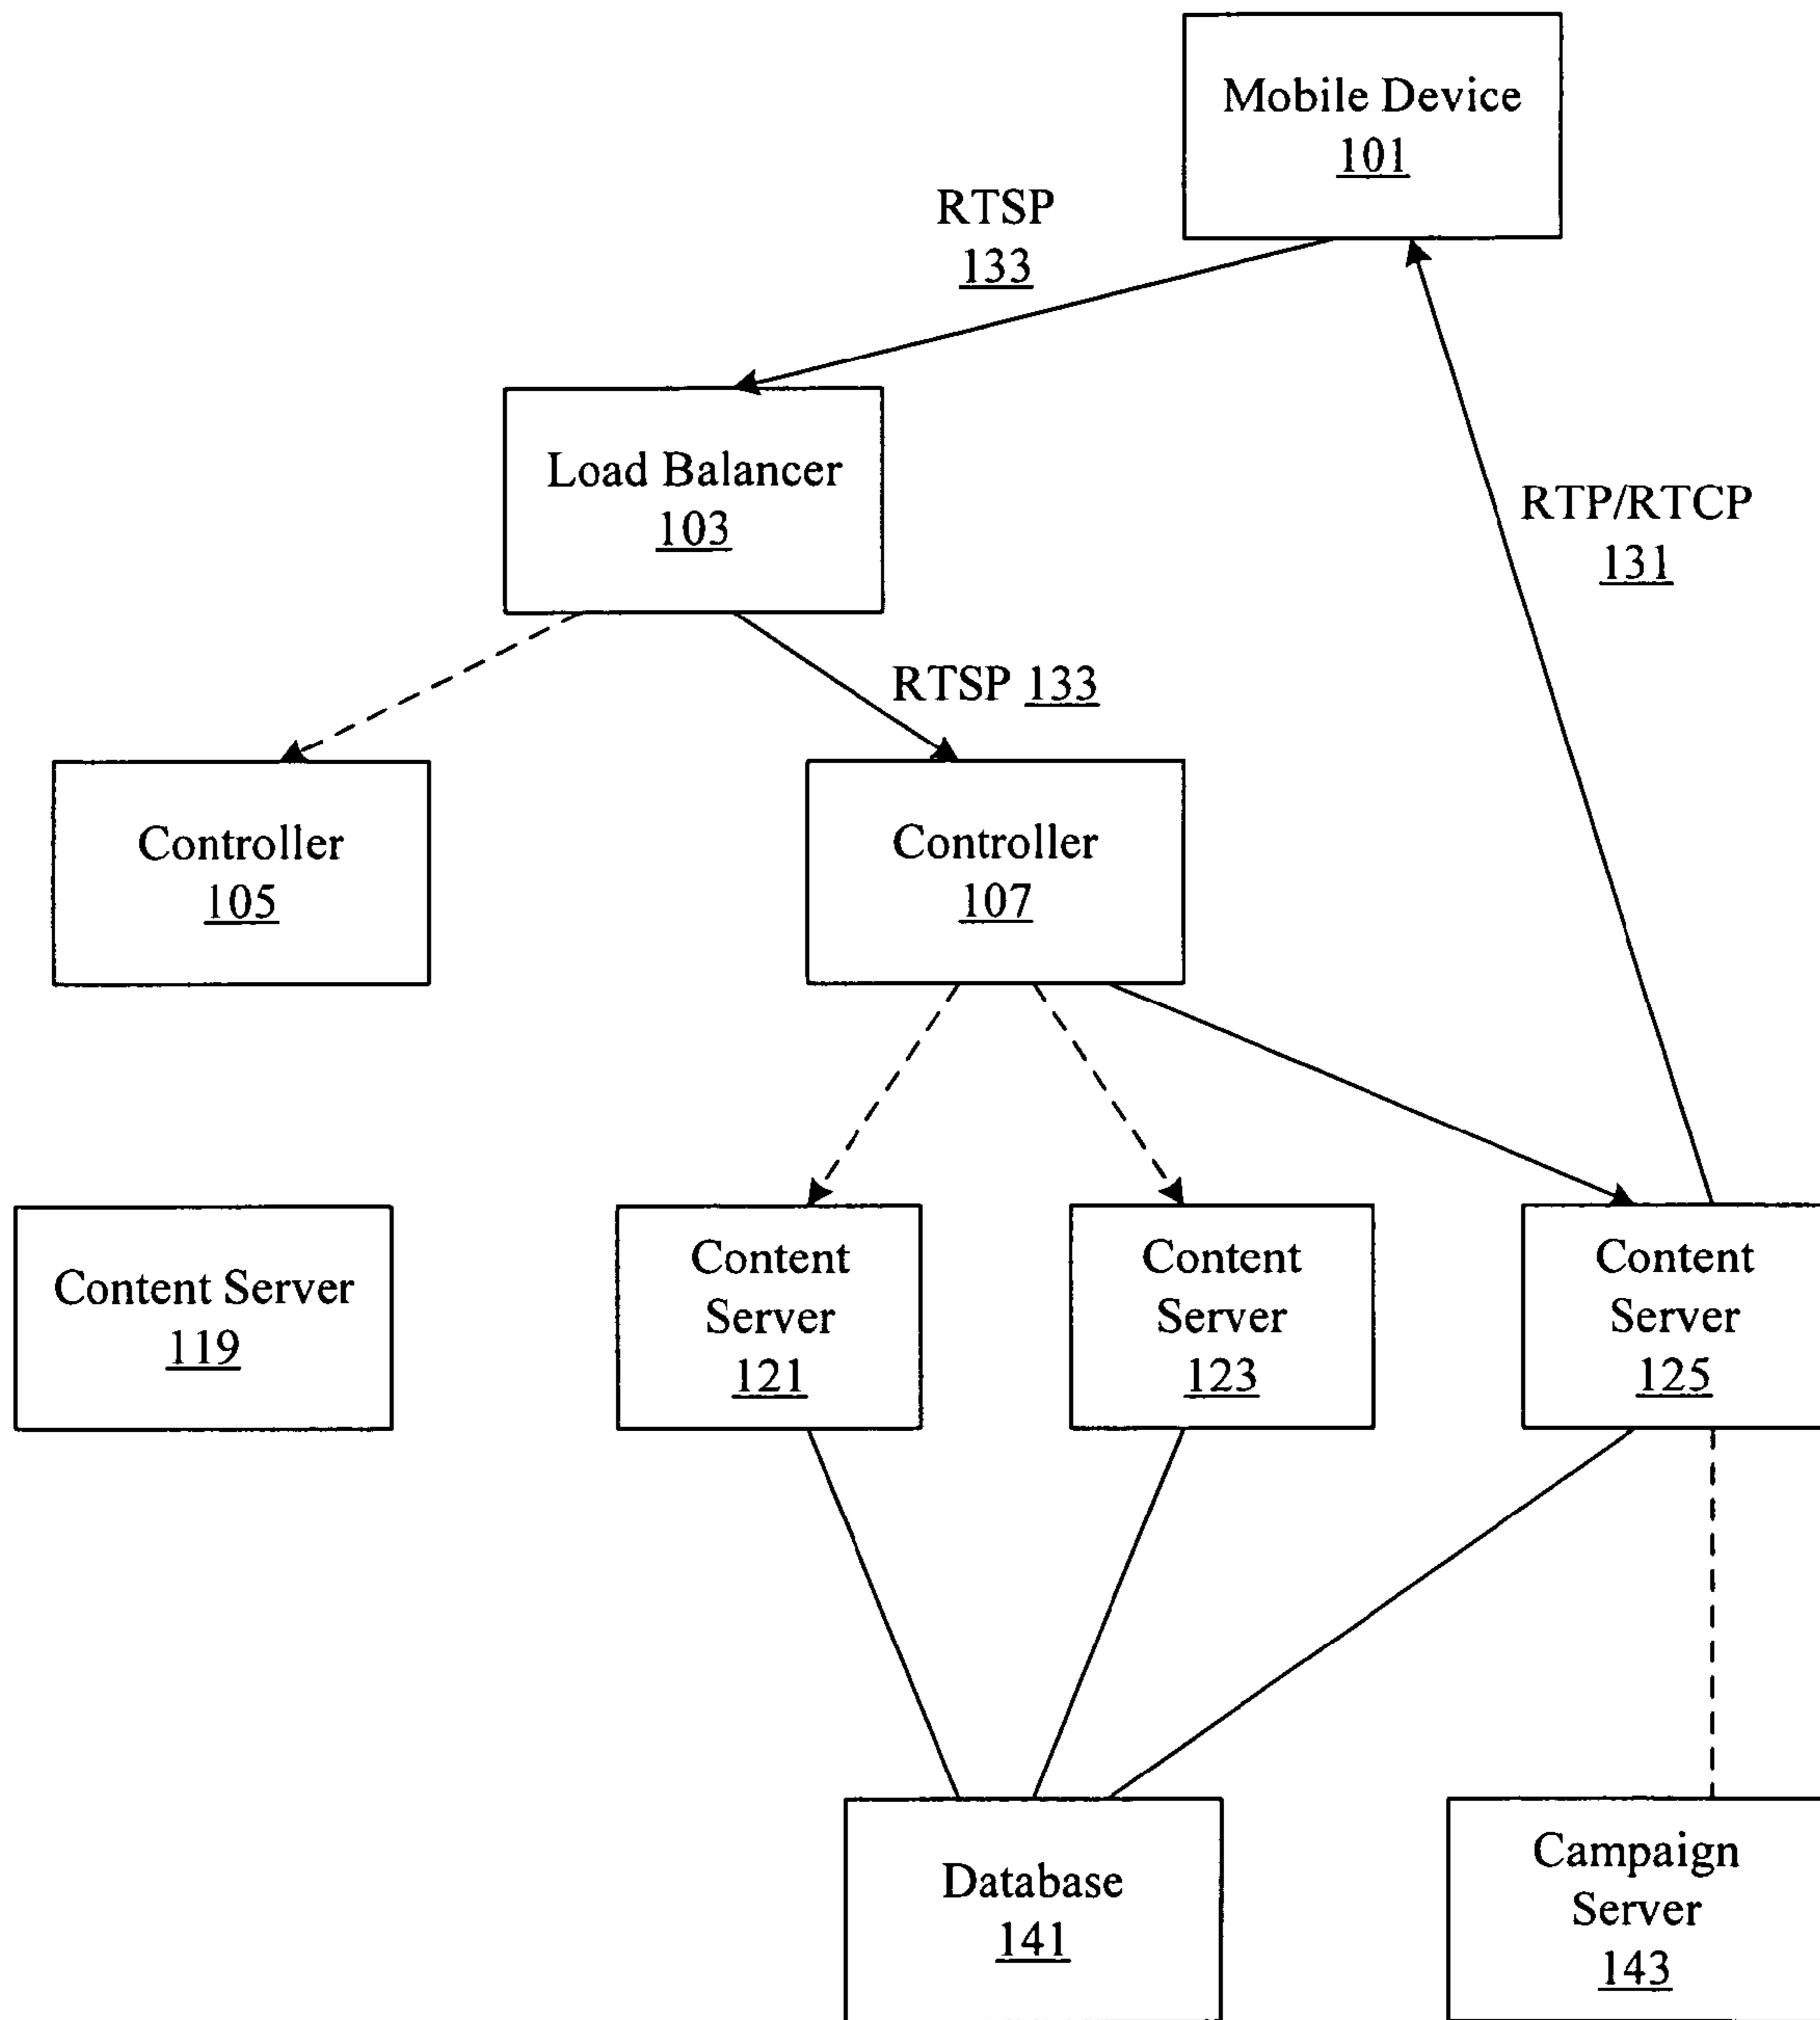 Mobile Device
101
RTSP
133
Load Balancer
103
RTP/RTCP
131
RTSP 133
Controller
105
Controller
107
Content Server
119
Content
Server
121
Content
Server
123
Content
Server
125
Database
141
Campaign
Server
143